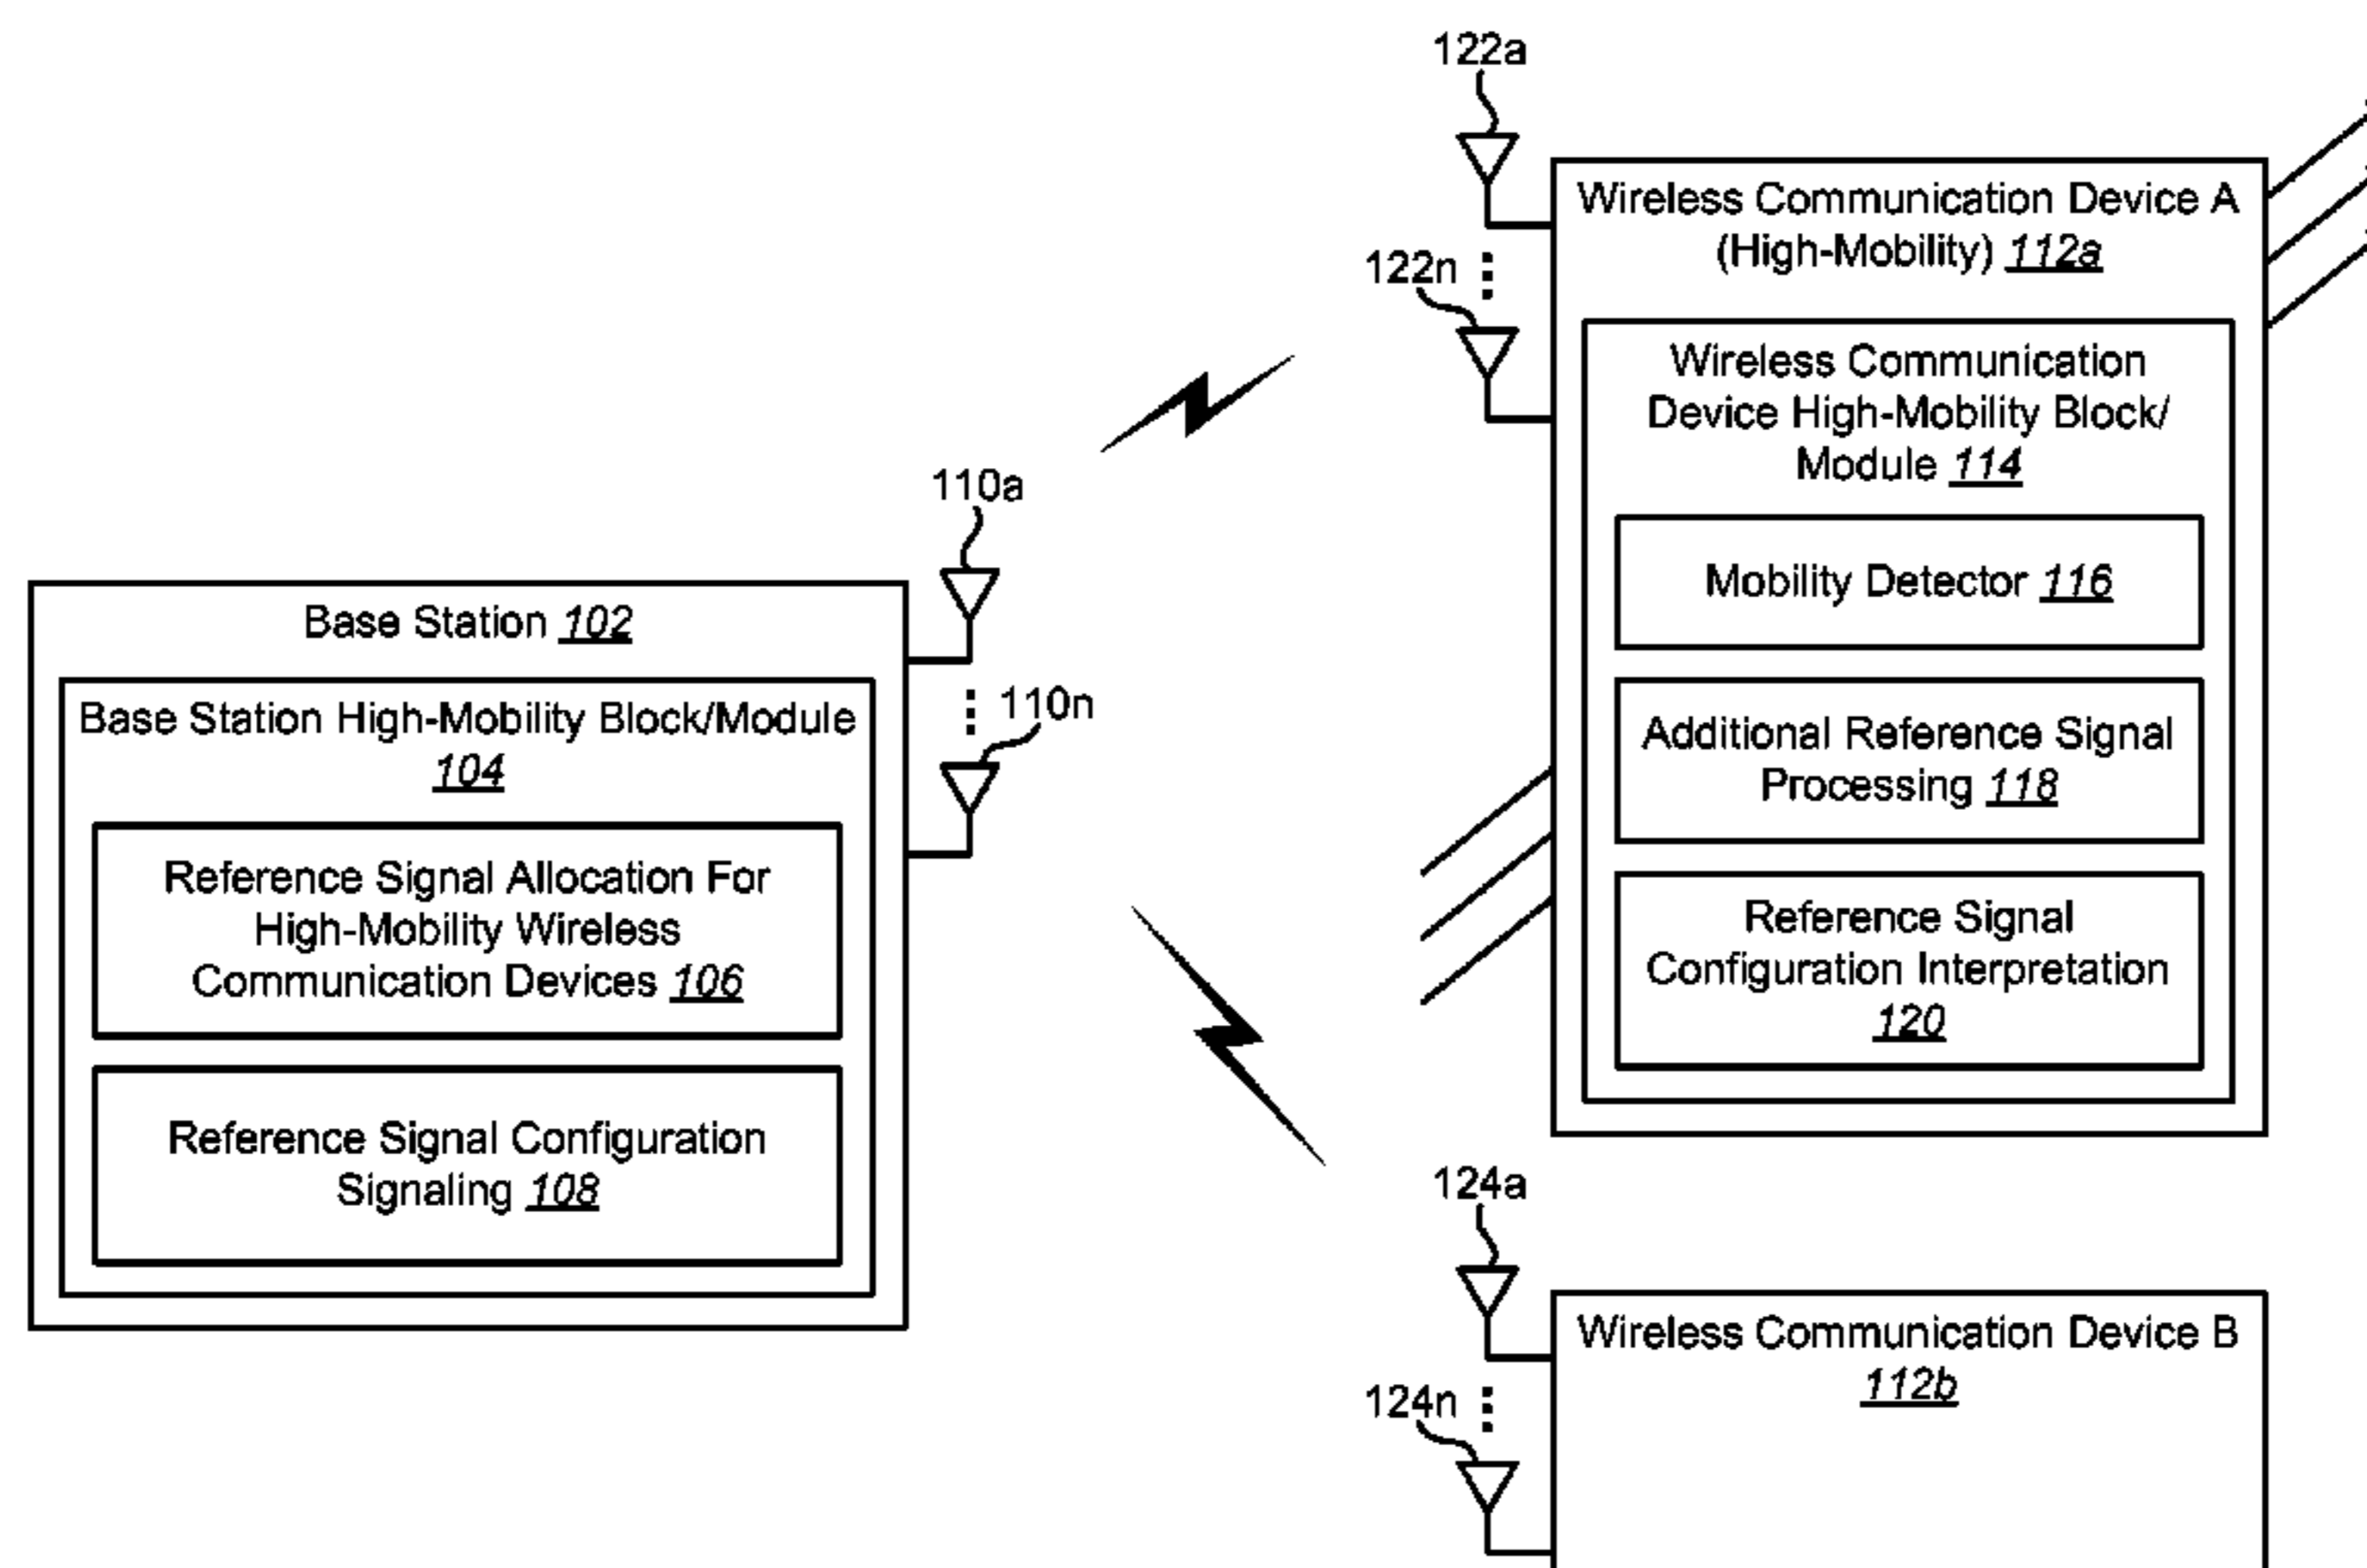 122a
Wireless Communication Device A
(High-Mobility) 112a
122n
Wireless Communication
Device High-Mobility Block/
Module 114
Mobility Detector 116
Additional Reference Signal
Processing 118
Reference Signal
Configuration Interpretation
120
110a
Base Station 102
110n
Base Station High-Mobility Block/Module
104
Reference Signal Allocation For
High-Mobility Wireless
Communication Devices 106
Reference Signal Configuration
Signaling 108
124a
Wireless Communication Device B
112b
124n